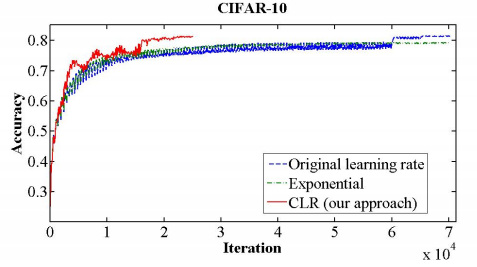 CIFAR-10
0.8
0.7
0.6
0.5
0.4
0.3
Accuracy
Original learning rate
Exponential
CLR (our approach)
0 1 2 3 4 5 6 7
Iteration
x 10^4